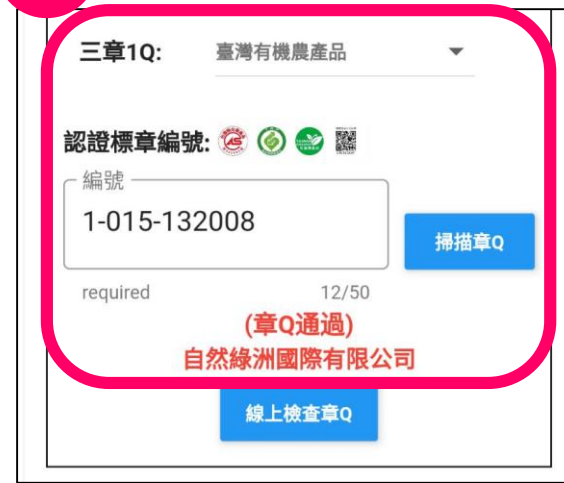 三章1Q: 臺灣有機農產品
認證標章編號:
編號
1-015-132008
掃描章Q
required 12/50
(章Q通過)
自然綠洲國際有限公司
線上檢查章Q